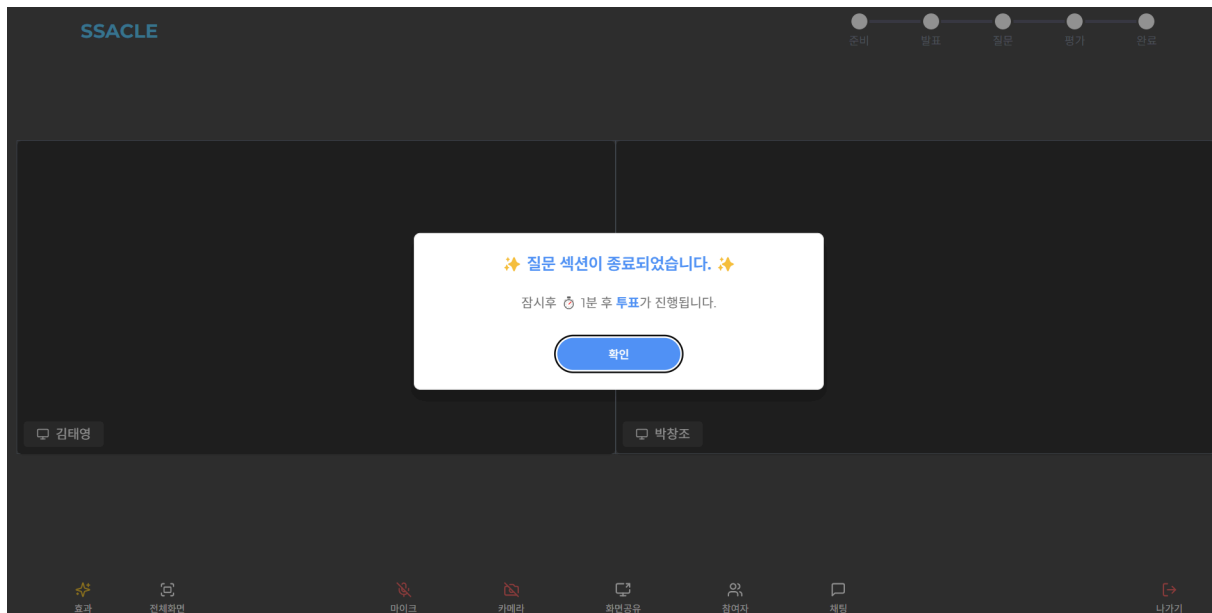 SSACLE
준비
발표
질문
평가
완료
✨ 질문 섹션이 종료되었습니다. ✨
잠시후 ⏱ 1분 후 투표가 진행됩니다.
확인
김태영
박창조
효과
전체화면
마이크
카메라
화면공유
참여자
채팅
나가기